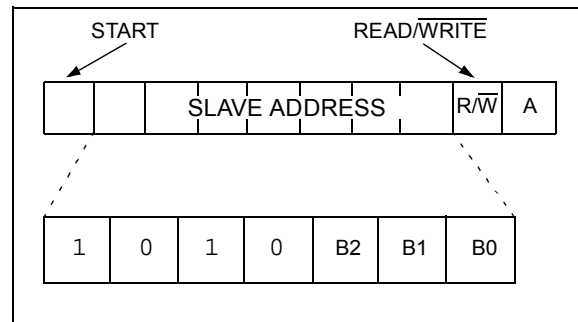 START READ/WRITE
SLAVE ADDRESS R/W A
1 0 1 0 B2 B1 B0